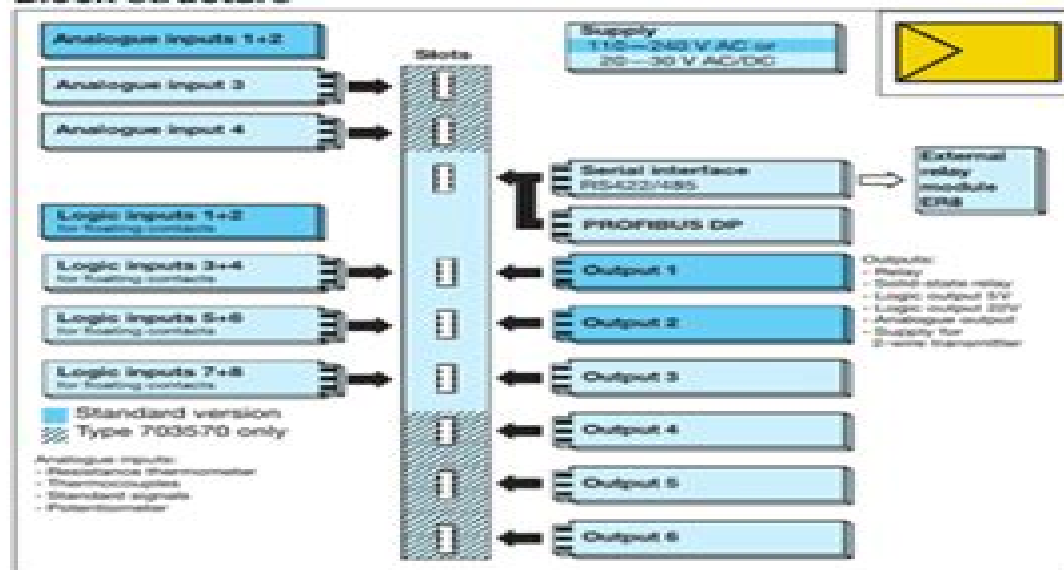 Block structure
Analogue inputs 1+2
Analogue input 3
Analogue input 4
Logic inputs 1+2
for floating contacts
Logic inputs 3+4
for floating contacts
Logic inputs 5+6
for floating contacts
Logic inputs 7+8
for floating contacts
Standard version
Type 703570 only
Analogue inputs:
- Resistance thermometer
- Thermocouples
- Standard signals
- Potentiometer
Slots
Supply
110—240 V AC or
20—30 V AC/DC
Serial interface
RS422/485
PROFIBUS DP
Output 1
Output 2
Output 3
Output 4
Output 5
Output 6
External
relay
module
ER8
Outputs:
- Relay
- Solid-state relay
- Logic output 5V
- Logic output 22V
- Analogue output
- Supply for
2-wire transmitter